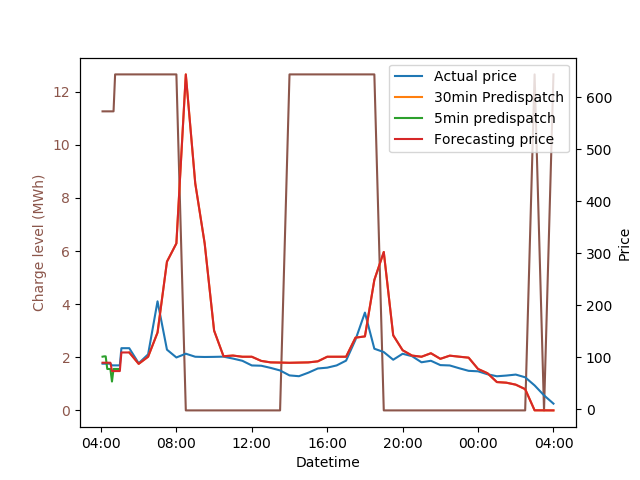 Actual price
30min Predispatch
5min predispatch
Forecasting price
Charge level (MWh)
12
10
8
6
4
2
0
600
500
400
300
200
100
0
Price
04:00 08:00 12:00 16:00 20:00 00:00 04:00
Datetime